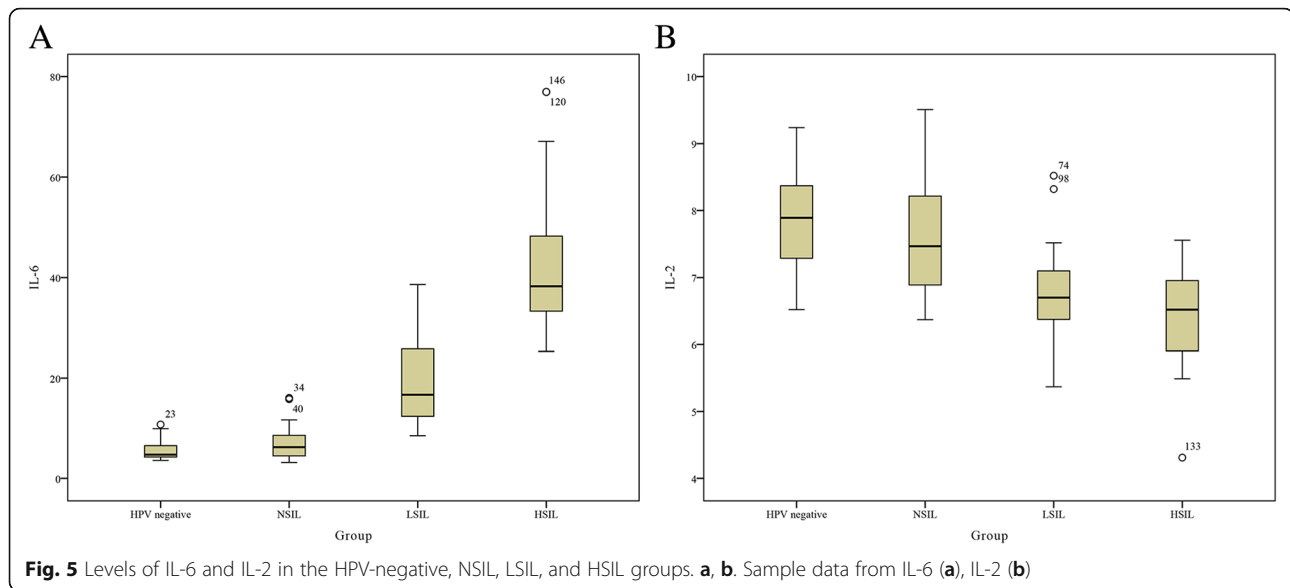 A
80
60
40
20
0
IL-6
23
34
40
146
120
HPV negative NSIL LSIL HSIL
Group
B
10
9
8
7
6
5
4
IL-2
74
98
133
HPV negative NSIL LSIL HSIL
Group
Fig. 5 Levels of IL-6 and IL-2 in the HPV-negative, NSIL, LSIL, and HSIL groups. a, b. Sample data from IL-6 (a), IL-2 (b)